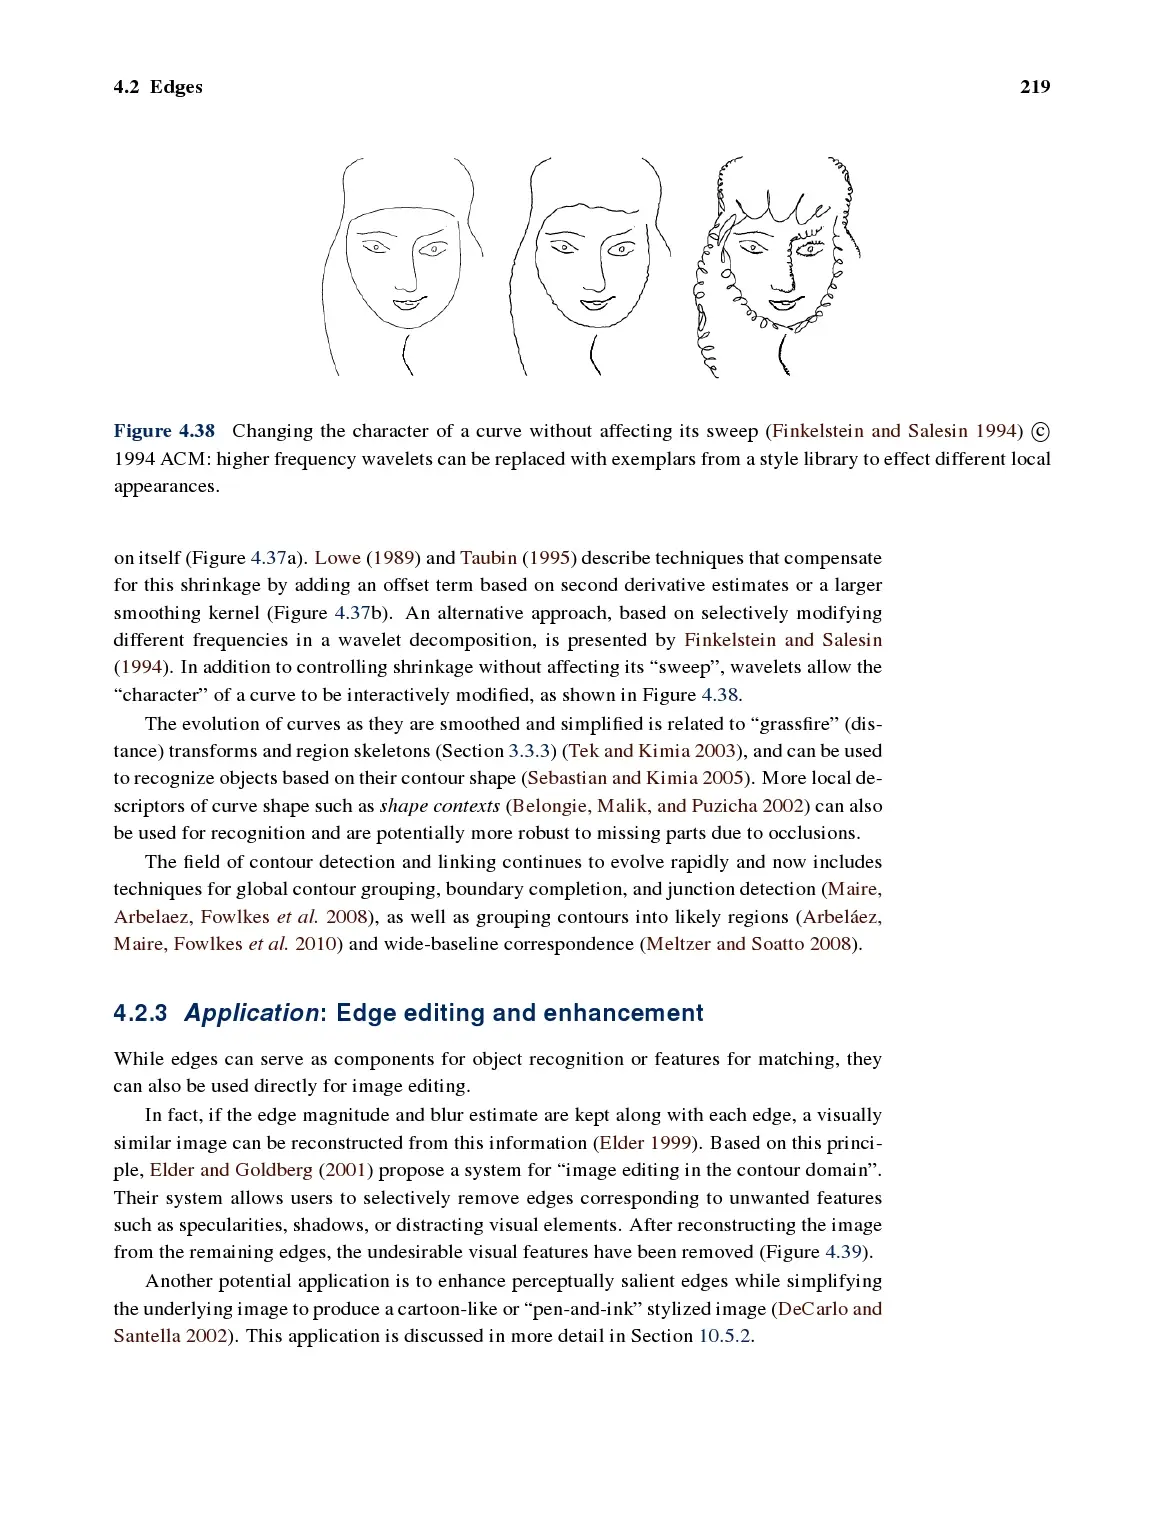 4.2 Edges 219
Figure 4.38 Changing the character of a curve without affecting its sweep (Finkelstein and Salesin 1994) ©
1994 ACM: higher frequency wavelets can be replaced with exemplars from a style library to effect different local
appearances.
on itself (Figure 4.37a). Lowe (1989) and Taubin (1995) describe techniques that compensate
for this shrinkage by adding an offset term based on second derivative estimates or a larger
smoothing kernel (Figure 4.37b). An alternative approach, based on selectively modifying
different frequencies in a wavelet decomposition, is presented by Finkelstein and Salesin
(1994). In addition to controlling shrinkage without affecting its “sweep”, wavelets allow the
“character” of a curve to be interactively modified, as shown in Figure 4.38.
The evolution of curves as they are smoothed and simplified is related to “grassfire” (dis-
tance) transforms and region skeletons (Section 3.3.3) (Tek and Kimia 2003), and can be used
to recognize objects based on their contour shape (Sebastian and Kimia 2005). More local de-
scriptors of curve shape such as shape contexts (Belongie, Malik, and Puzicha 2002) can also
be used for recognition and are potentially more robust to missing parts due to occlusions.
The field of contour detection and linking continues to evolve rapidly and now includes
techniques for global contour grouping, boundary completion, and junction detection (Maire,
Arbelaez, Fowlkes et al. 2008), as well as grouping contours into likely regions (Arbeláez,
Maire, Fowlkes et al. 2010) and wide-baseline correspondence (Meltzer and Soatto 2008).
4.2.3 Application: Edge editing and enhancement
While edges can serve as components for object recognition or features for matching, they
can also be used directly for image editing.
In fact, if the edge magnitude and blur estimate are kept along with each edge, a visually
similar image can be reconstructed from this information (Elder 1999). Based on this princi-
ple, Elder and Goldberg (2001) propose a system for “image editing in the contour domain”.
Their system allows users to selectively remove edges corresponding to unwanted features
such as specularities, shadows, or distracting visual elements. After reconstructing the image
from the remaining edges, the undesirable visual features have been removed (Figure 4.39).
Another potential application is to enhance perceptually salient edges while simplifying
the underlying image to produce a cartoon-like or “pen-and-ink” stylized image (DeCarlo and
Santella 2002). This application is discussed in more detail in Section 10.5.2.